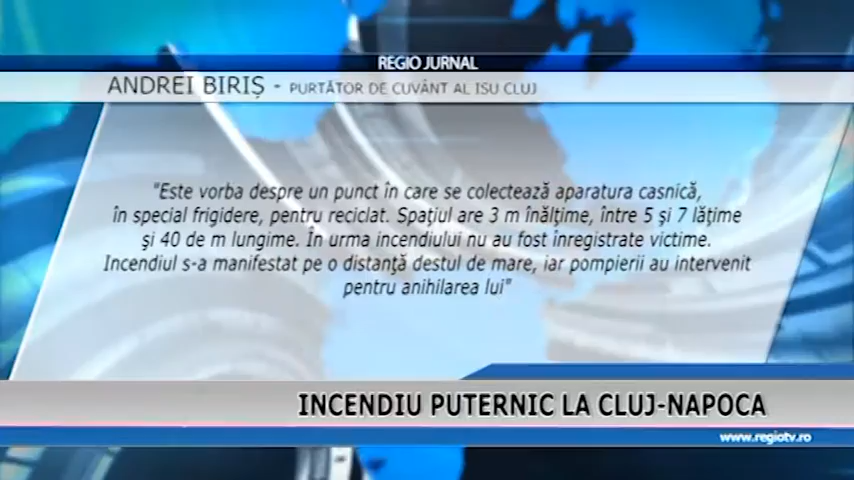 REGIO JURNAL
ANDREI BIRIȘ - PURTĂTOR DE CUVÂNT AL ISU CLUJ
"Este vorba despre un punct în care se colectează aparatura casnică,
în special frigidere, pentru reciclat. Spațiul are 3 m înălțime, între 5 și 7 lățime
și 40 de m lungime. În urma incendiului nu au fost înregistrate victime.
Incendiul s-a manifestat pe o distanţă destul de mare, iar pompierii au intervenit
pentru anihilarea lui"
INCENDIU PUTERNIC LA CLUJ-NAPOCA
www.regiotv.ro